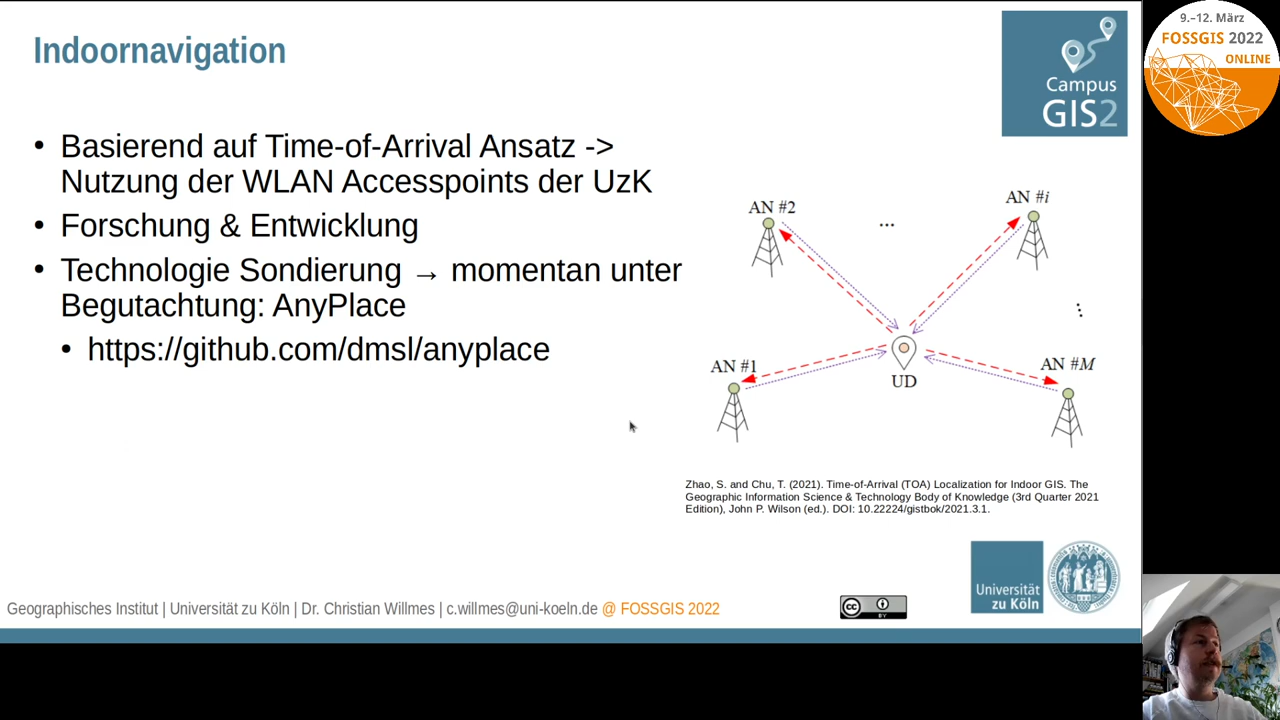 Indoornavigation
Campus
GIS2
9.–12. März
FOSSGIS 2022
ONLINE
• Basierend auf Time-of-Arrival Ansatz ->
Nutzung der WLAN Accesspoints der UzK
• Forschung & Entwicklung
• Technologie Sondierung → momentan unter
Begutachtung: AnyPlace
• https://github.com/dmsl/anyplace
AN #2
...
AN #i
AN #1
UD
AN #M
Zhao, S. and Chu, T. (2021). Time-of-Arrival (TOA) Localization for Indoor GIS. The
Geographic Information Science & Technology Body of Knowledge (3rd Quarter 2021
Edition), John P. Wilson (ed.). DOI: 10.22224/gistbok/2021.3.1.
Universität
zu Köln
Geographisches Institut | Universität zu Köln | Dr. Christian Willmes | c.willmes@uni-koeln.de @ FOSSGIS 2022
cc
BY